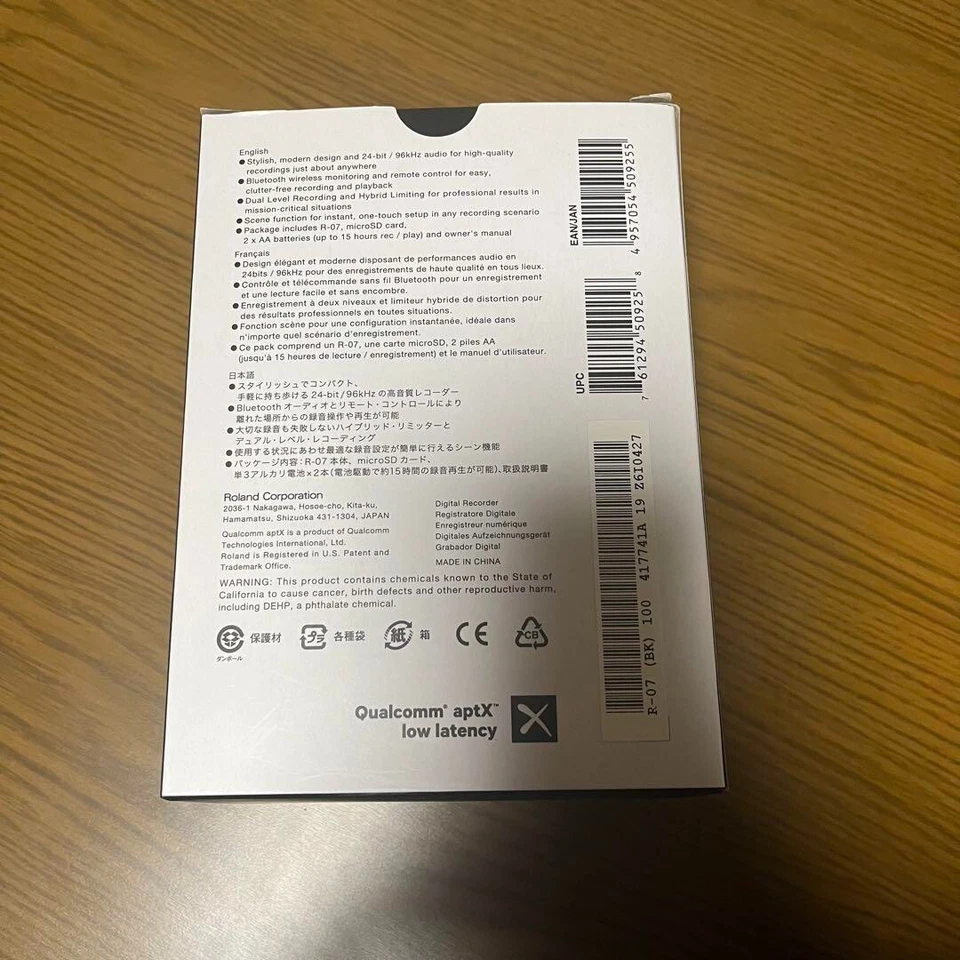 English
●Stylish, modern design and 24-bit / 96kHz audio for high-quality
recordings just about anywhere
●Bluetooth wireless monitoring and remote control for easy,
clutter-free recording and playback
●Dual Level Recording and Hybrid Limiting for professional results in
mission-critical situations
●Scene function for instant, one-touch setup in any recording scenario
●Package includes R-07, microSD card,
2 x AA batteries (up to 15 hours rec / play) and owner's manual
Français
●Design élégant et moderne disposant de performances audio en
24bits / 96kHz pour des enregistrements de haute qualité en tous lieux.
●Contrôle et télécommande sans fil Bluetooth pour un enregistrement
et une lecture facile et sans encombre.
●Enregistrement à deux niveaux et limiteur hybride de distortion pour
des résultats professionnels en toutes situations.
●Fonction scène pour une configuration instantanée, idéale dans
n'importe quel scénario d'enregistrement.
●Ce pack comprend un R-07, une carte microSD, 2 piles AA
(jusqu'à 15 heures de lecture / enregistrement) et le manuel d'utilisateur.
日本語
●スタイリッシュでコンパクト、
手軽に持ち歩ける 24-bit/96kHz の高音質レコーダー
●Bluetooth オーディオとリモート・コントロールにより
離れた場所からの録音操作や再生が可能
●大切な録音も失敗しないハイブリッド・リミッターと
デュアル・レベル・レコーディング
●使用する状況にあわせ最適な録音設定が簡単に行えるシーン機能
●パッケージ内容:R-07 本体、microSD カード、
単3アルカリ電池×2本(電池駆動で約15時間の録音再生が可能)、取扱説明書
Roland Corporation
2036-1 Nakagawa, Hosoe-cho, Kita-ku,
Hamamatsu, Shizuoka 431-1304, JAPAN
Qualcomm aptX is a product of Qualcomm
Technologies International, Ltd.
Roland is Registered in U.S. Patent and
Trademark Office.
Digital Recorder
Registratore Digitale
Enregistreur numérique
Digitales Aufzeichnungsgerät
Grabador Digital
MADE IN CHINA
WARNING: This product contains chemicals known to the State of
California to cause cancer, birth defects and other reproductive harm,
including DEHP, a phthalate chemical.
ダンボール
保護材
プラ
各種袋
紙
箱
CE
CB
Qualcomm® aptX™
low latency
EAN/JAN
4 957054 509255
UPC
7 61294 50925 8
R-07 (BK) 100 417741A 19 Z6I0427